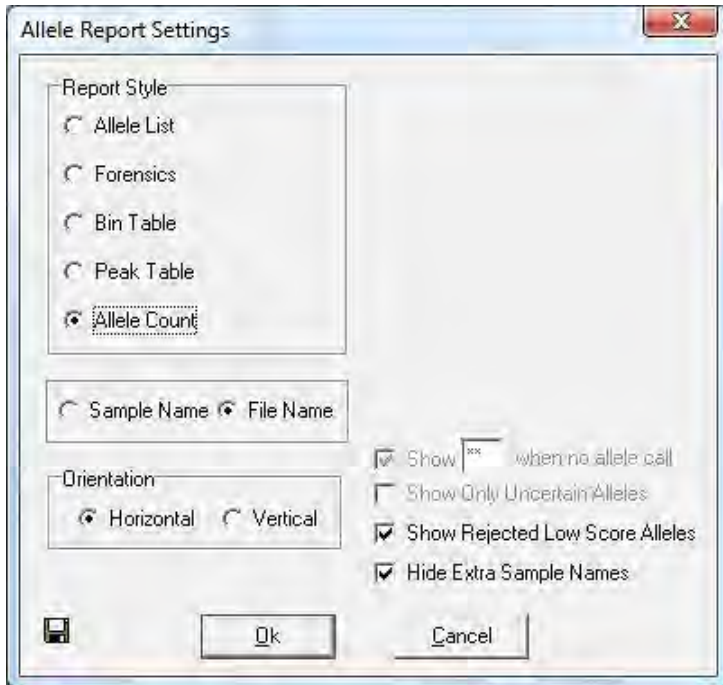 Allele Report Settings
Report Style
Allele List
Forensics
Bin Table
Peak Table
Allele Count
Sample Name File Name
Orientation
Horizontal Vertical
Show ** when no allele call
Show Only Uncertain Alleles
Show Rejected Low Score Alleles
Hide Extra Sample Names
Ok Cancel